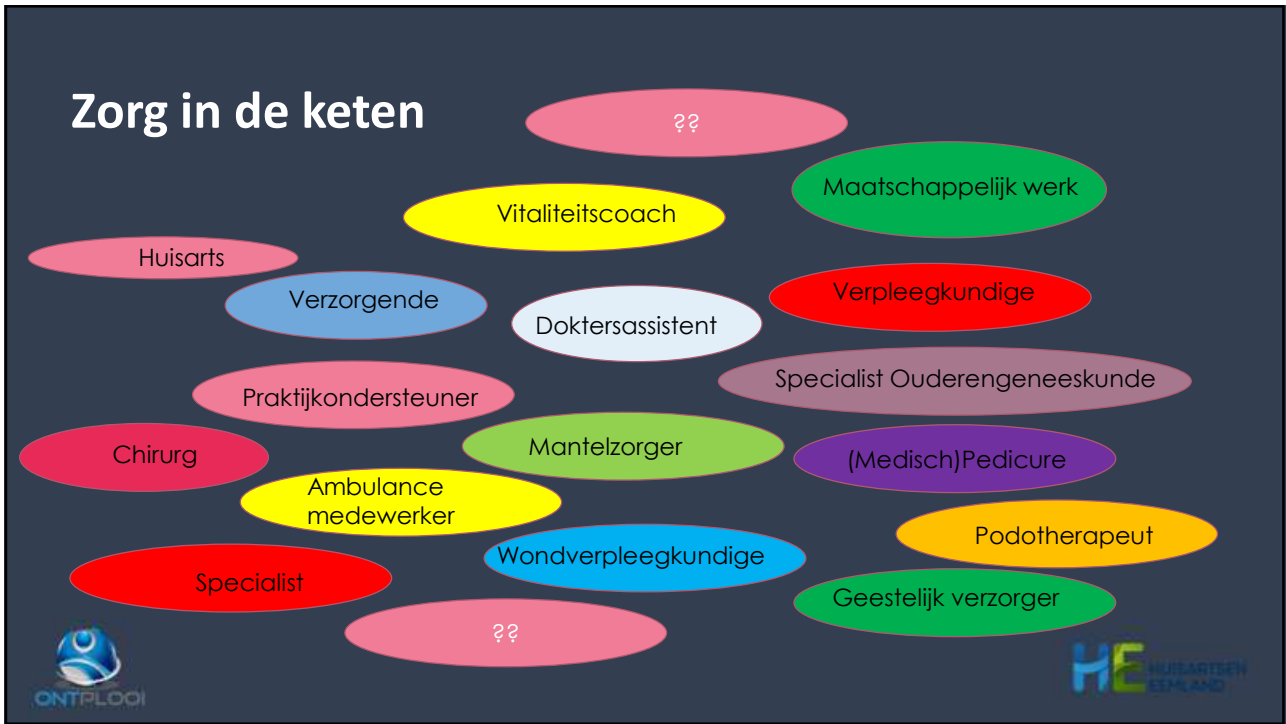 Zorg in de keten
??
Maatschappelijk werk
Vitaliteitscoach
Huisarts
Verzorgende
Verpleegkundige
Doktersassistent
Specialist Ouderengeneeskunde
Praktijkondersteuner
Mantelzorger
Chirurg
(Medisch)Pedicure
Ambulance
medewerker
Podotherapeut
Wondverpleegkundige
Specialist
Geestelijk verzorger
??
ONTPLOOI
HE HUISARTSEN
EEMLAND